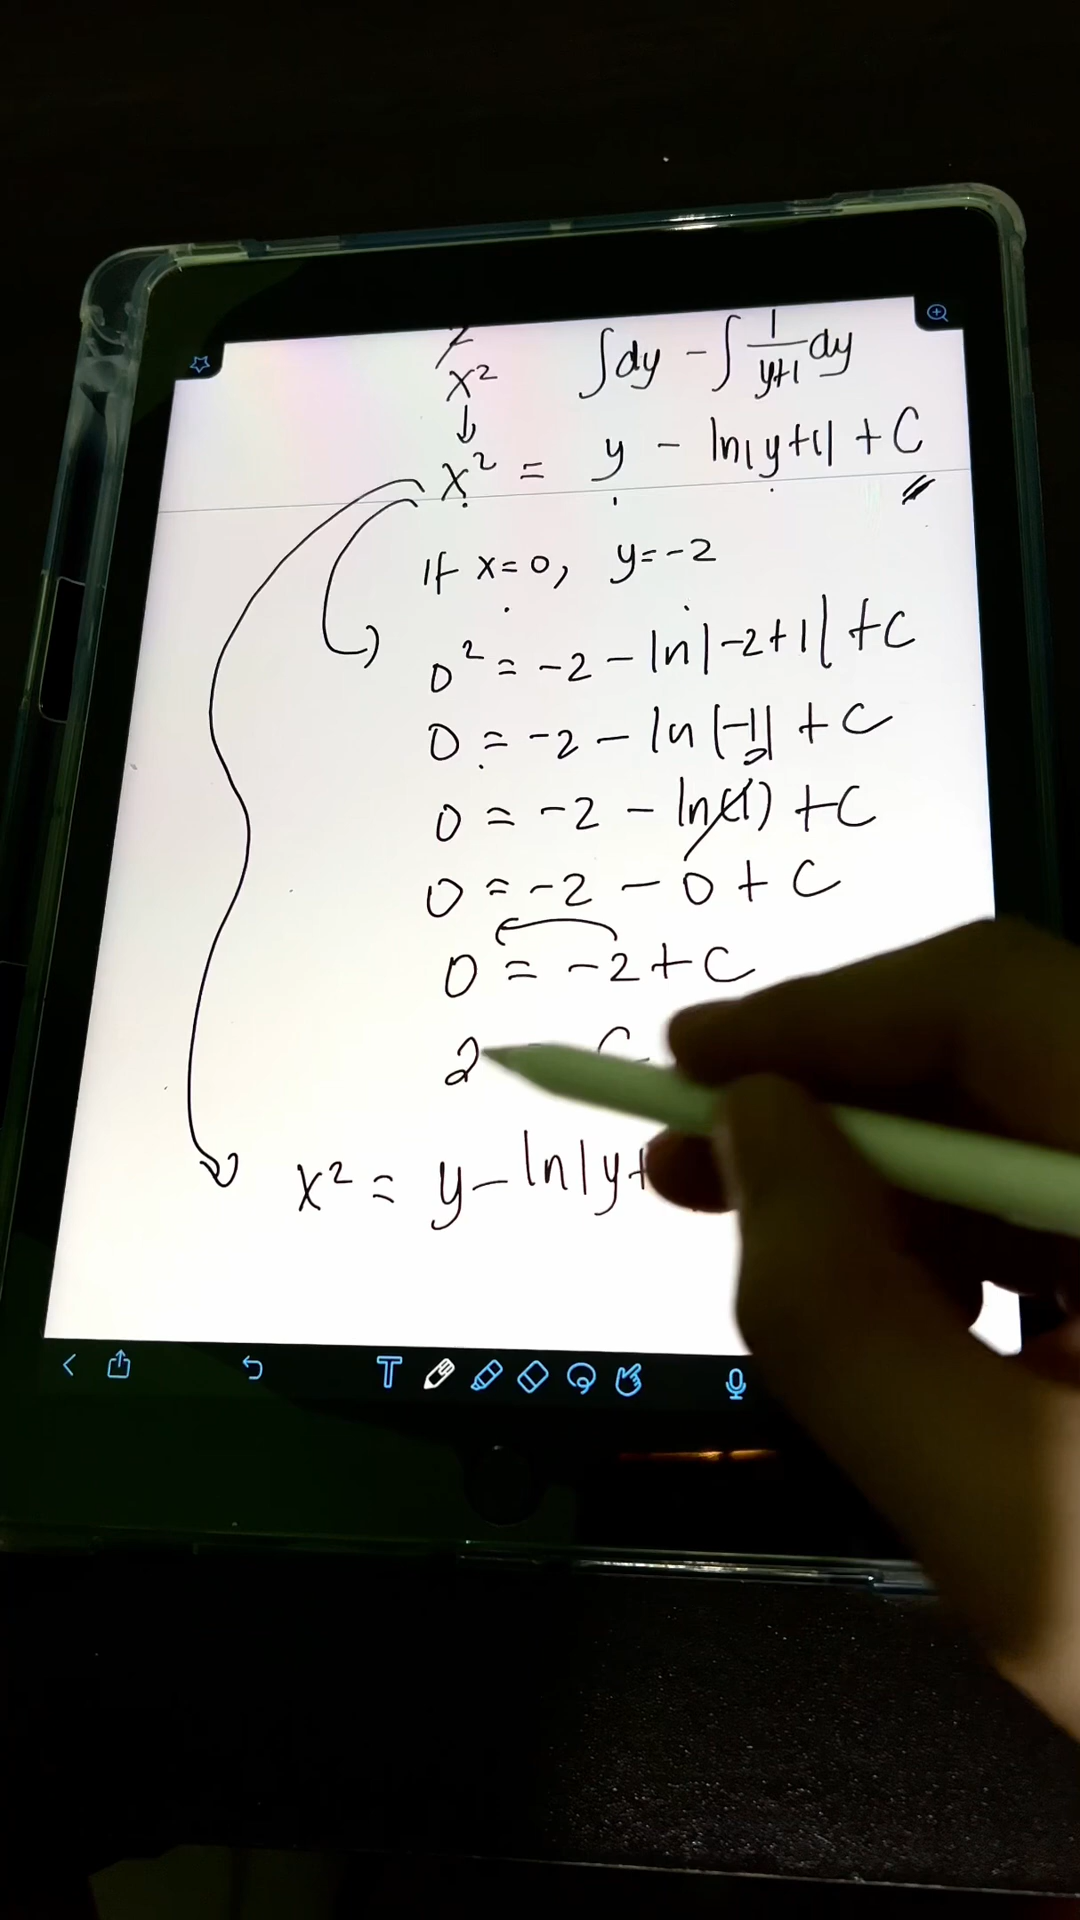 x² ∫dy - ∫ 1/(y+1) dy
↓
x² = y - ln|y+1| + C
If x=0, y=-2
0² = -2 - ln|-2+1| + C
0 = -2 - ln|-1| + C
0 = -2 - ln(1) + C
0 = -2 - 0 + C
0 = -2 + C
2
x² = y - ln|y+
T